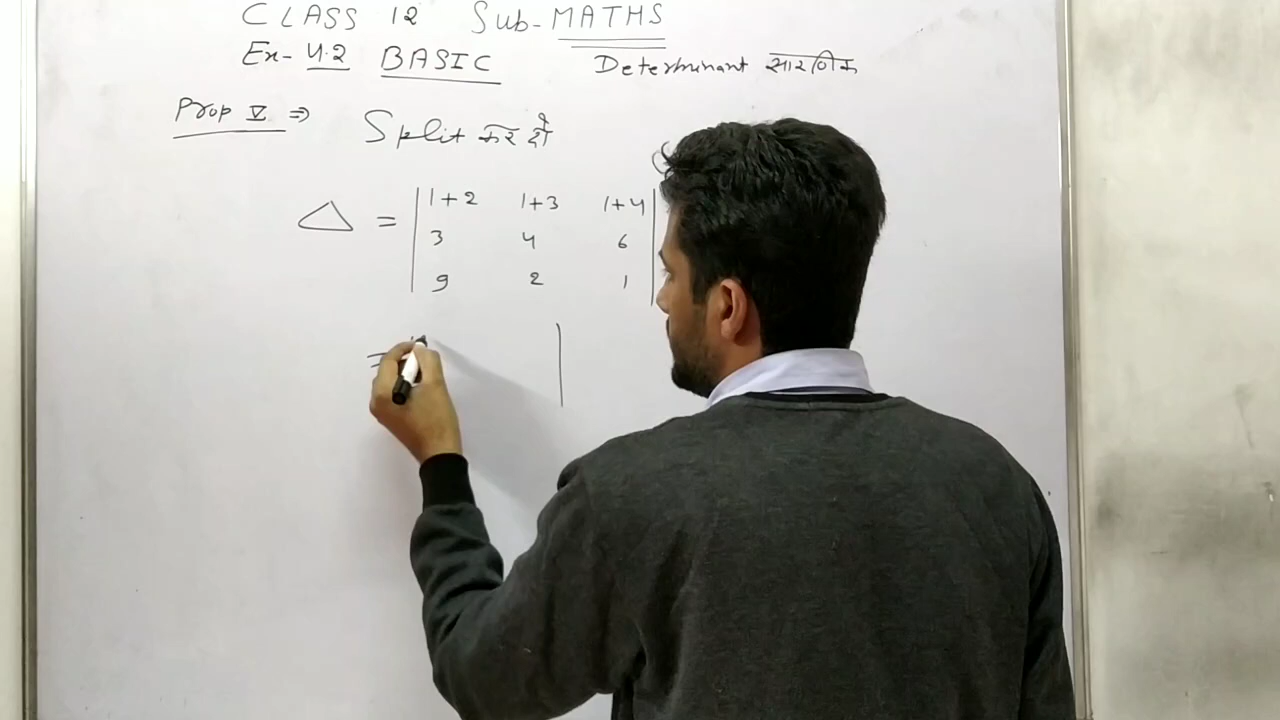 CLASS 12 Sub-MATHS
Ex- 4.2 BASIC Determinant सारणिक
Prop V ⇒ Split कर दो
△ = | 1+2 1+3 1+4 |
3 4 6
9 2 1
=